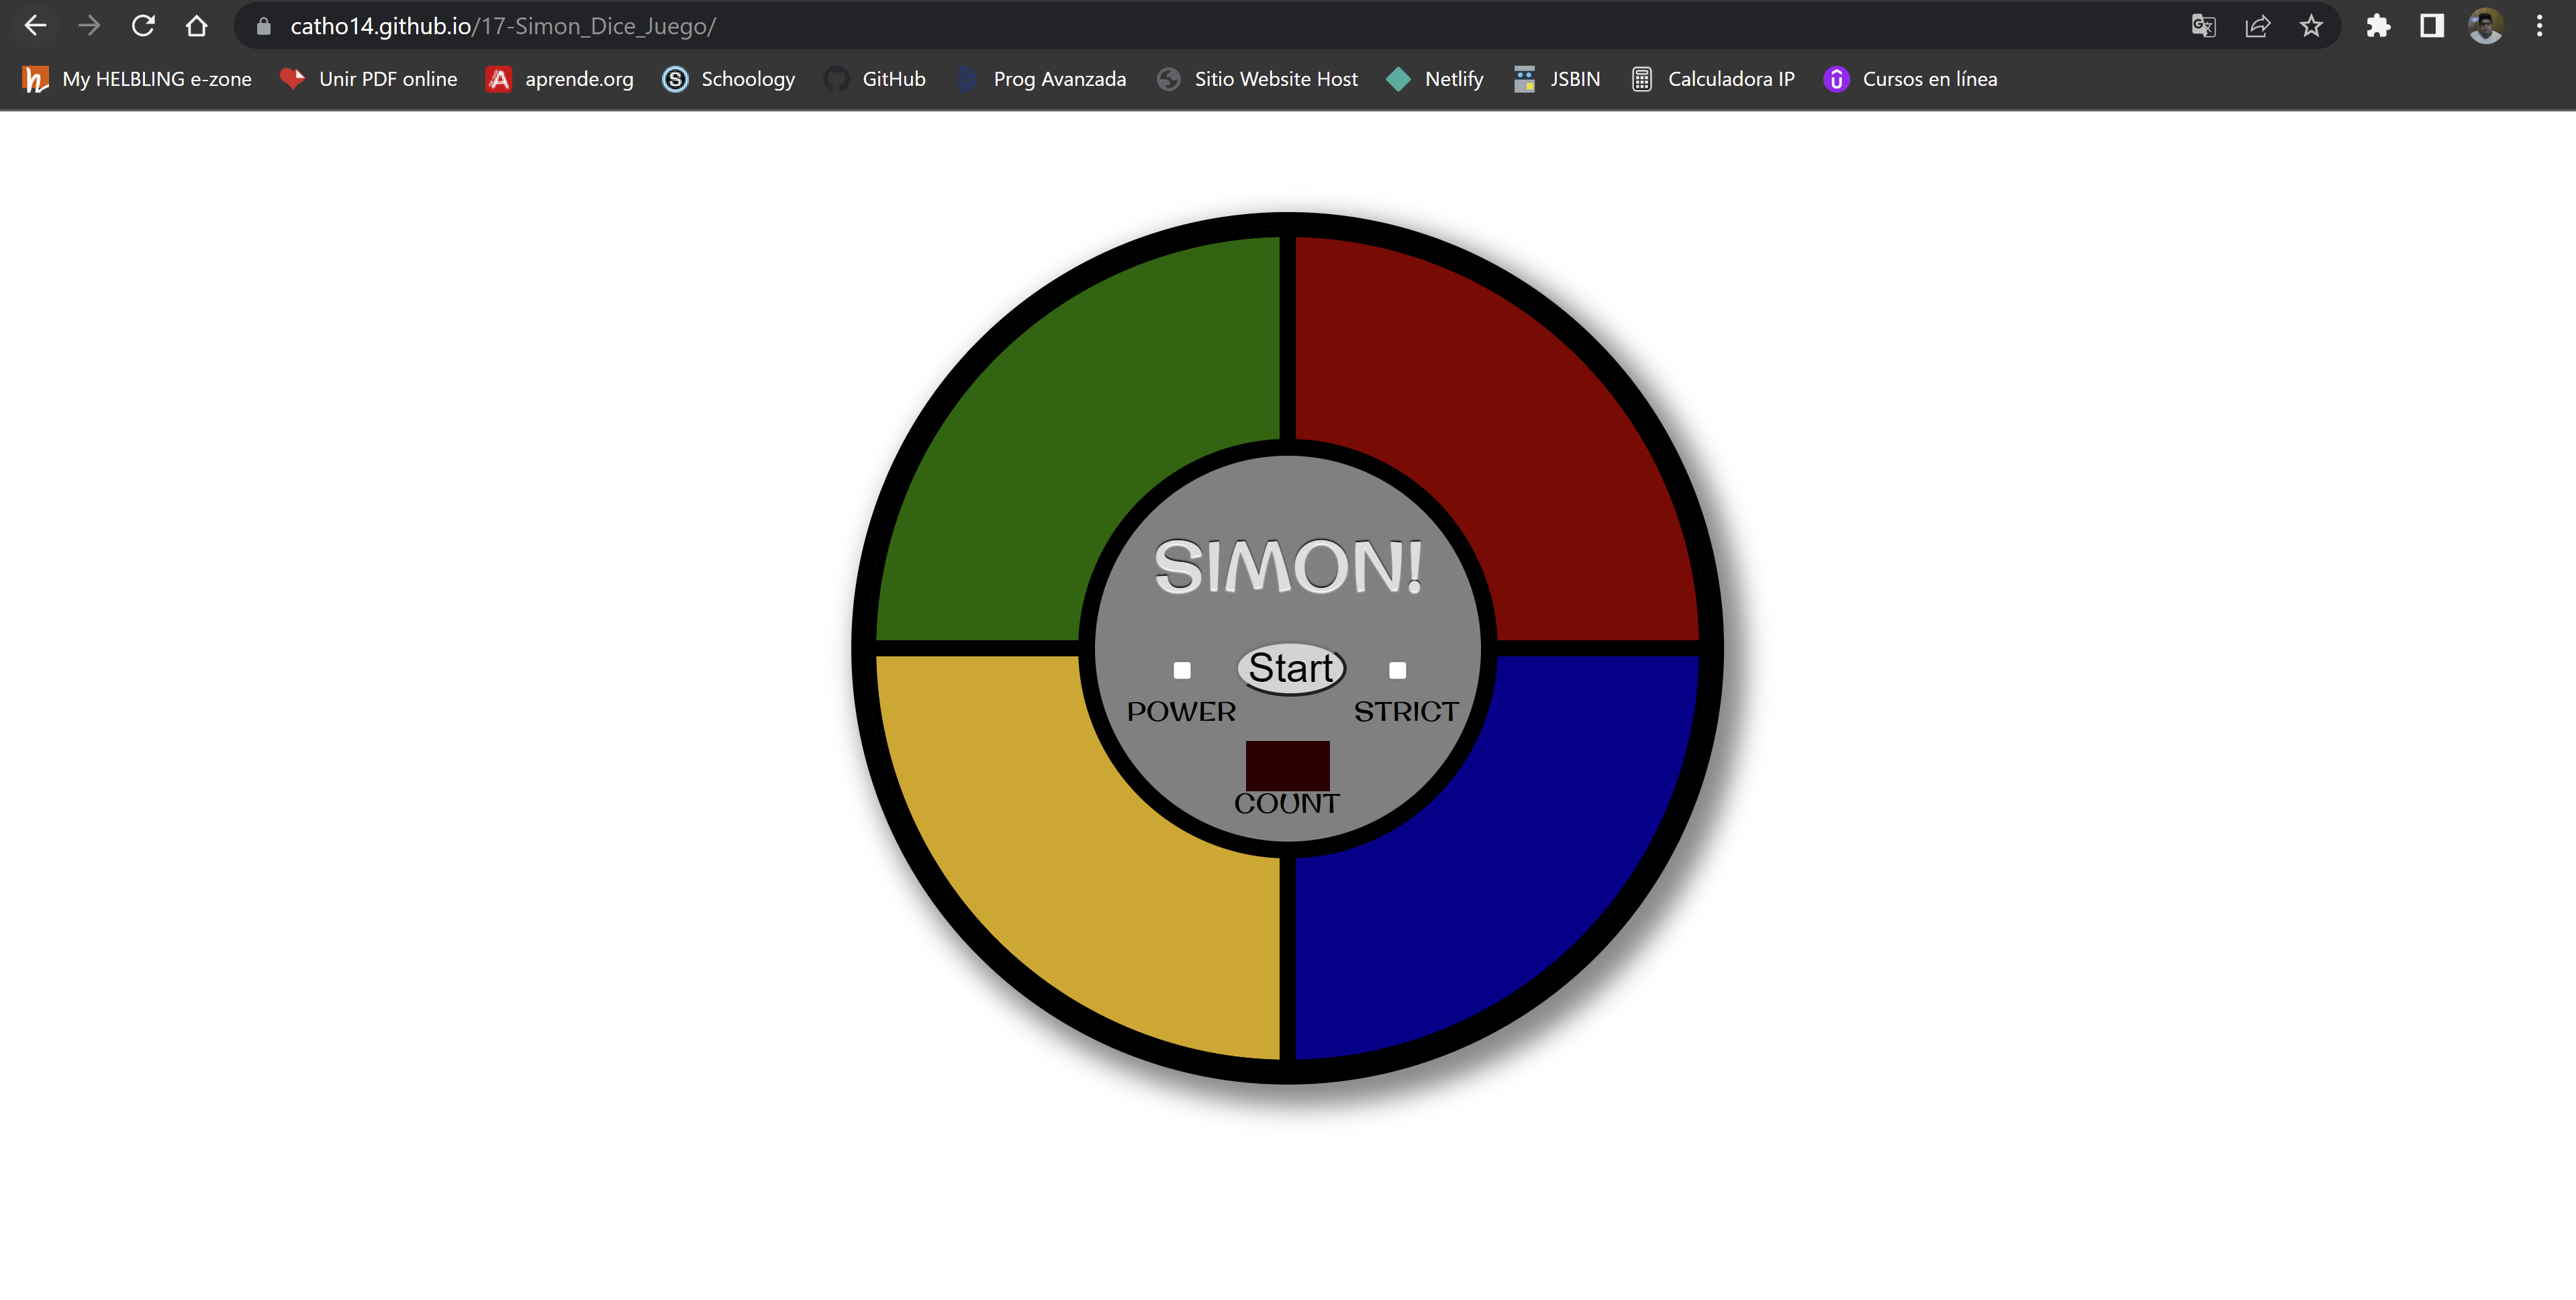 catho14.github.io/17-Simon_Dice_Juego/
My HELBLING e-zone Unir PDF online aprende.org Schoology GitHub Prog Avanzada Sitio Website Host Netlify JSBIN Calculadora IP Cursos en línea
SIMON!
Start
POWER STRICT
COUNT